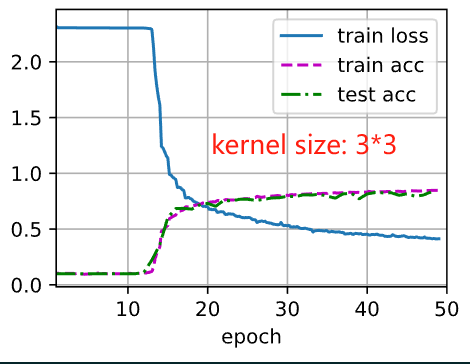 train loss
train acc
test acc
kernel size: 3*3
2.0
1.5
1.0
0.5
0.0
10 20 30 40 50
epoch